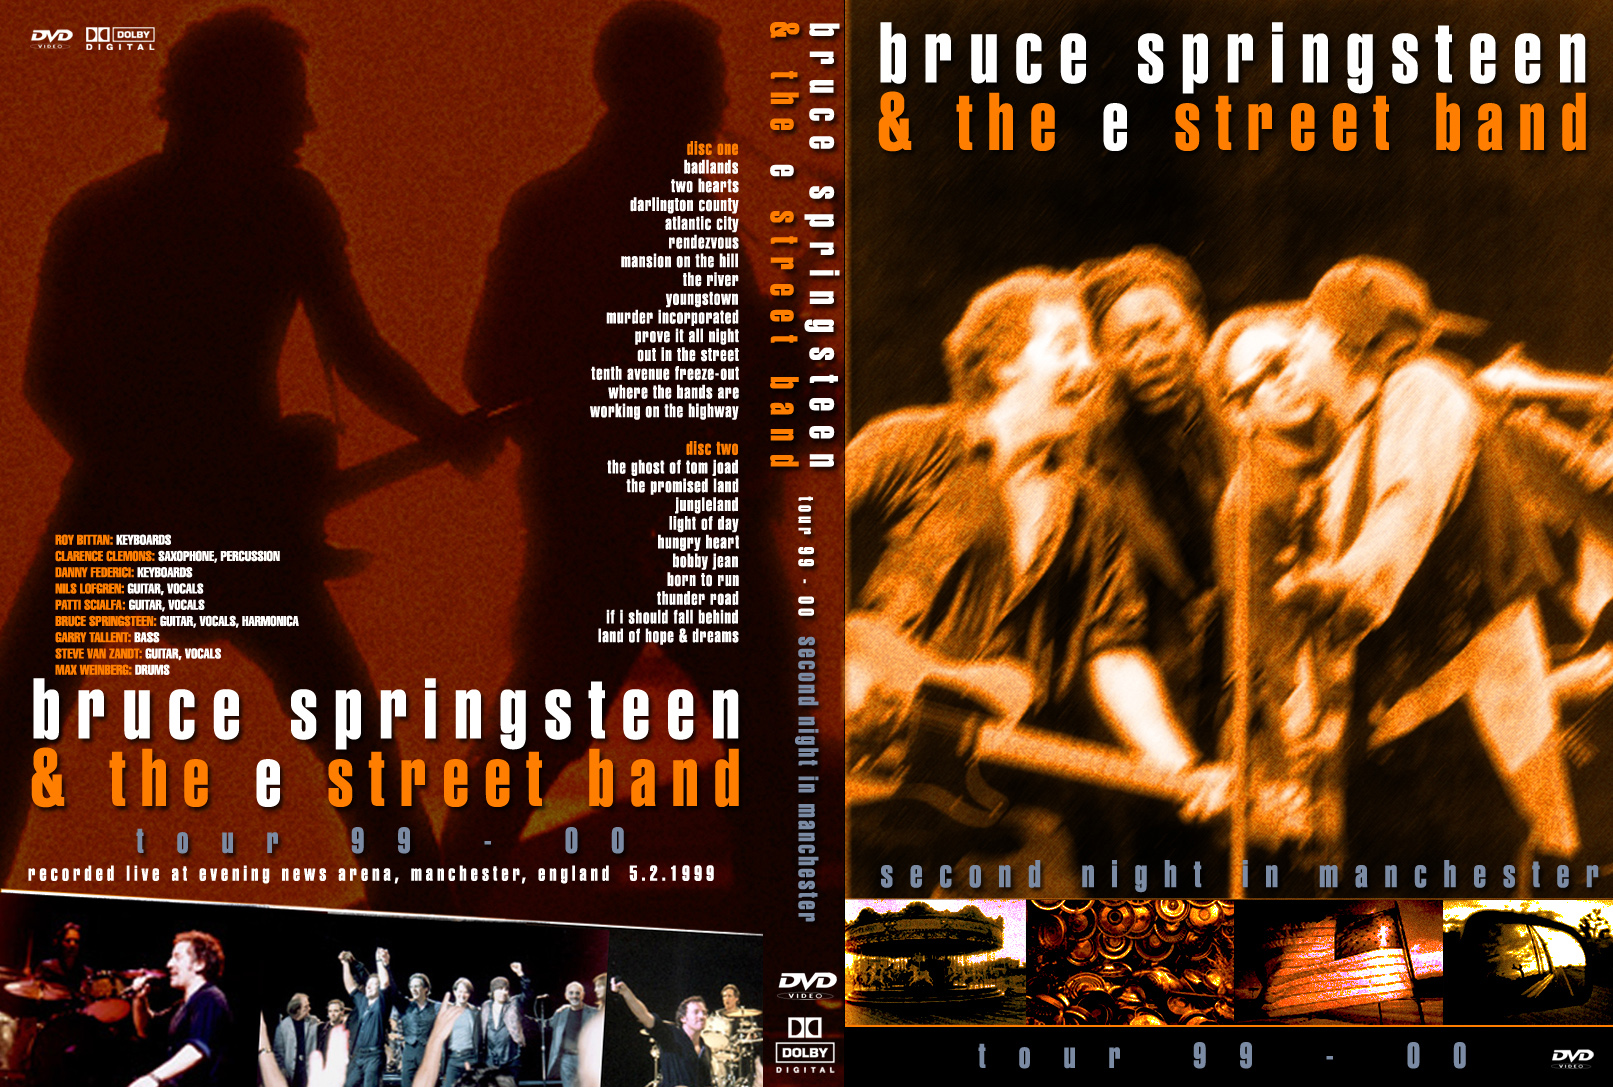 DVD
VIDEO
DOLBY
DIGITAL
disc one
badlands
two hearts
darlington county
atlantic city
rendezvous
mansion on the hill
the river
youngstown
murder incorporated
prove it all night
out in the street
tenth avenue freeze-out
where the bands are
working on the highway
disc two
the ghost of tom joad
the promised land
jungleland
light of day
hungry heart
bobby jean
born to run
thunder road
if i should fall behind
land of hope & dreams
ROY BITTAN: KEYBOARDS
CLARENCE CLEMONS: SAXOPHONE, PERCUSSION
DANNY FEDERICI: KEYBOARDS
NILS LOFGREN: GUITAR, VOCALS
PATTI SCIALFA: GUITAR, VOCALS
BRUCE SPRINGSTEEN: GUITAR, VOCALS, HARMONICA
GARRY TALLENT: BASS
STEVE VAN ZANDT: GUITAR, VOCALS
MAX WEINBERG: DRUMS
bruce springsteen
& the e street band
tour 99 - 00
recorded live at evening news arena, manchester, england 5.2.1999
bruce springsteen
& the e street band
tour 99 - 00 second night in manchester
DVD
VIDEO
DOLBY
DIGITAL
bruce springsteen
& the e street band
second night in manchester
tour 99 - 00
DVD
VIDEO